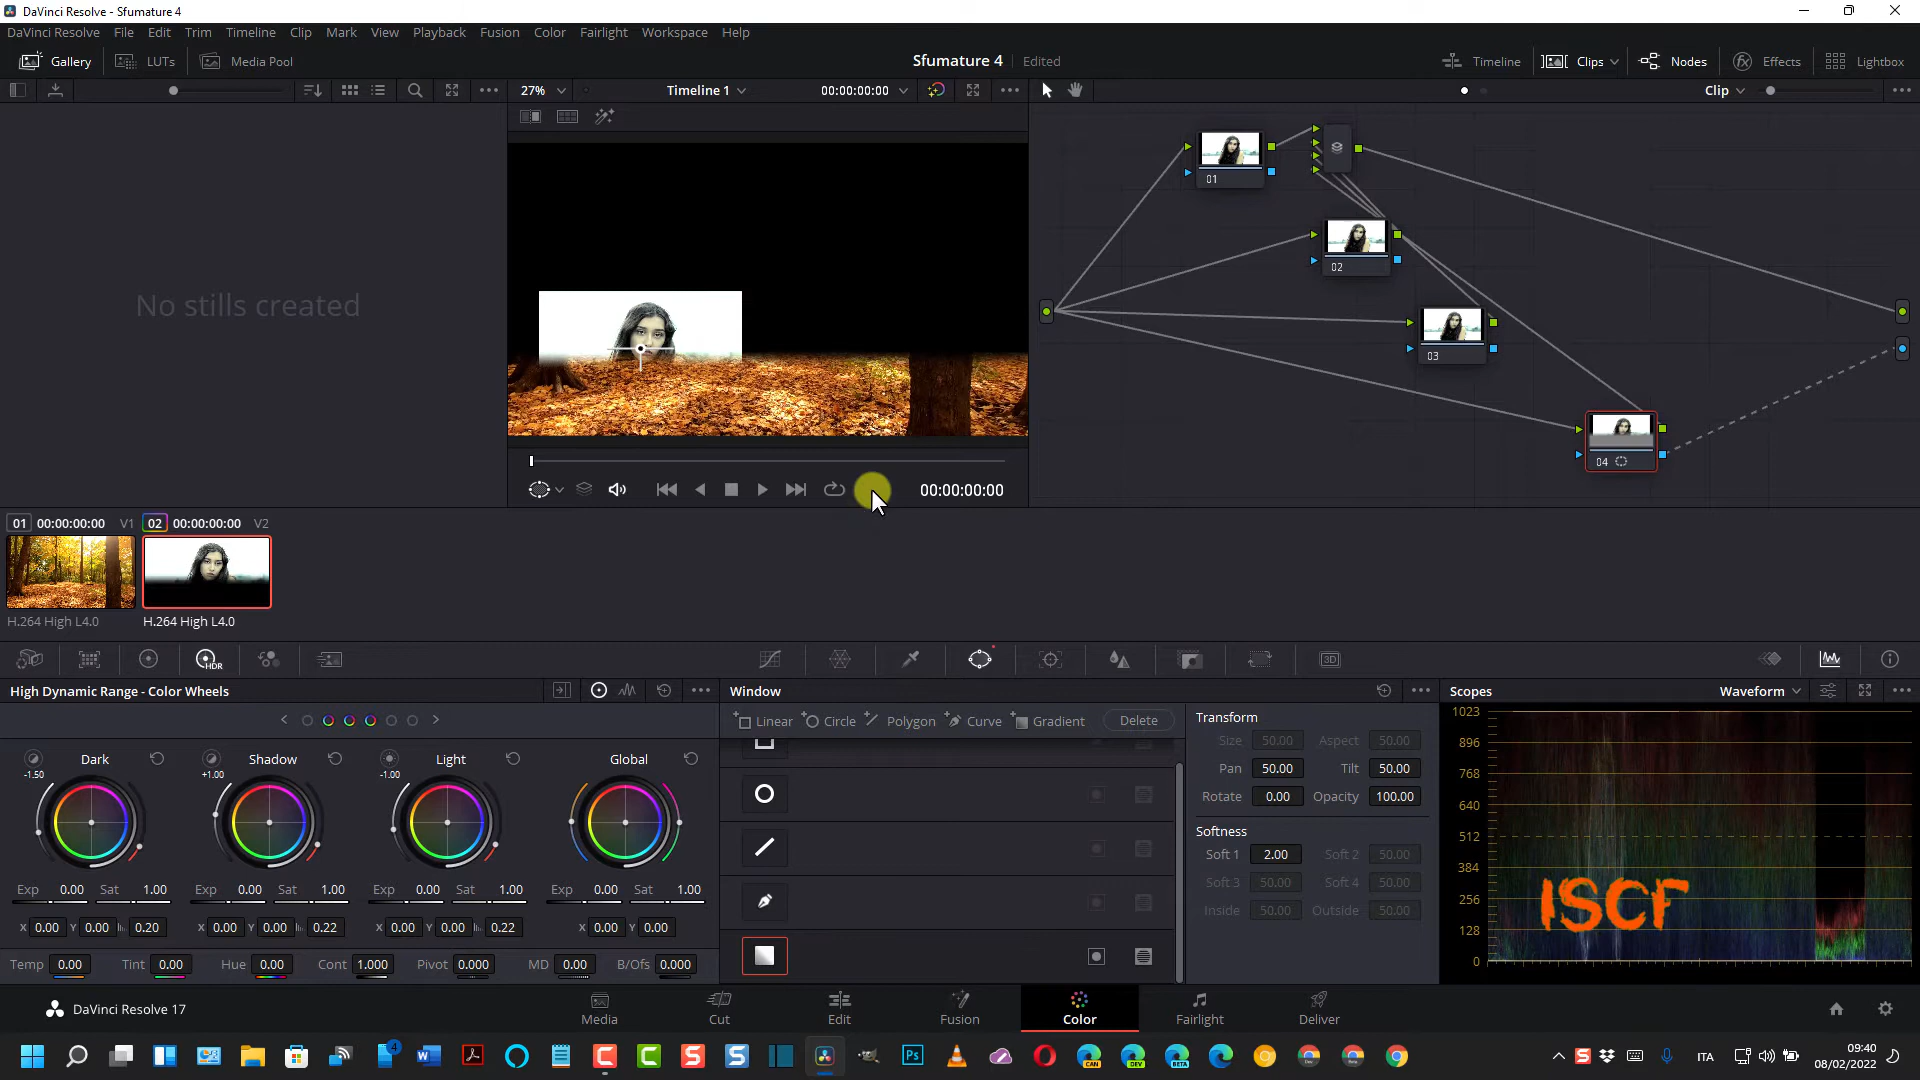 DaVinci Resolve - Sfumature 4
DaVinci Resolve File Edit Trim Timeline Clip Mark View Playback Fusion Color Fairlight Workspace Help
Gallery LUTs Media Pool Sfumature 4 Edited Timeline Clips Nodes Effects Lightbox
27% Timeline 1 00:00:00:00 Clip
No stills created
01
02
03
04
00:00:00:00
01 00:00:00:00 V1 02 00:00:00:00 V2
H.264 High L4.0 H.264 High L4.0
HDR 3D
High Dynamic Range - Color Wheels Window Scopes Waveform
Linear Circle Polygon Curve Gradient Delete
Dark Shadow Light Global
-1.50 +1.00 -1.00
Exp 0.00 Sat 1.00 Exp 0.00 Sat 1.00 Exp 0.00 Sat 1.00 Exp 0.00 Sat 1.00
X 0.00 Y 0.00 0.20 X 0.00 Y 0.00 0.22 X 0.00 Y 0.00 0.22 X 0.00 Y 0.00
Temp 0.00 Tint 0.00 Hue 0.00 Cont 1.000 Pivot 0.000 MD 0.00 B/Ofs 0.000
Transform
Size 50.00 Aspect 50.00
Pan 50.00 Tilt 50.00
Rotate 0.00 Opacity 100.00
Softness
Soft 1 2.00 Soft 2 50.00
Soft 3 50.00 Soft 4 50.00
Inside 50.00 Outside 50.00
1023
896
768
640
512
384
256
128
0
ISCF
DaVinci Resolve 17 Media Cut Edit Fusion Color Fairlight Deliver
4 W Ps CAN DEV BETA Dev Beta S ITA 09:40
08/02/2022